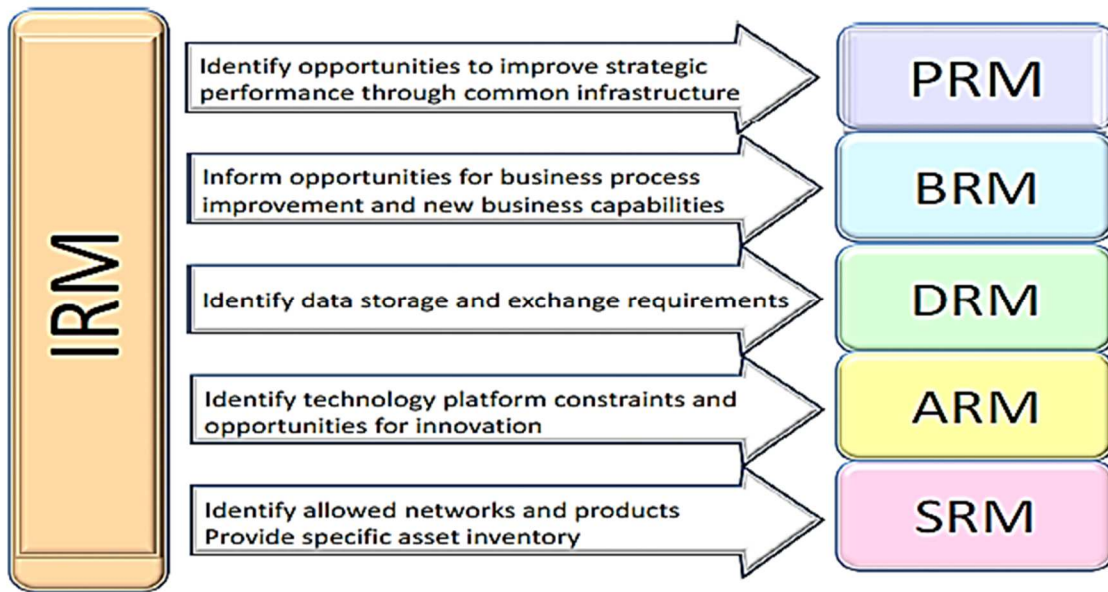 IRM
Identify opportunities to improve strategic
performance through common infrastructure
PRM
Inform opportunities for business process
improvement and new business capabilities
BRM
Identify data storage and exchange requirements
DRM
Identify technology platform constraints and
opportunities for innovation
ARM
Identify allowed networks and products
Provide specific asset inventory
SRM